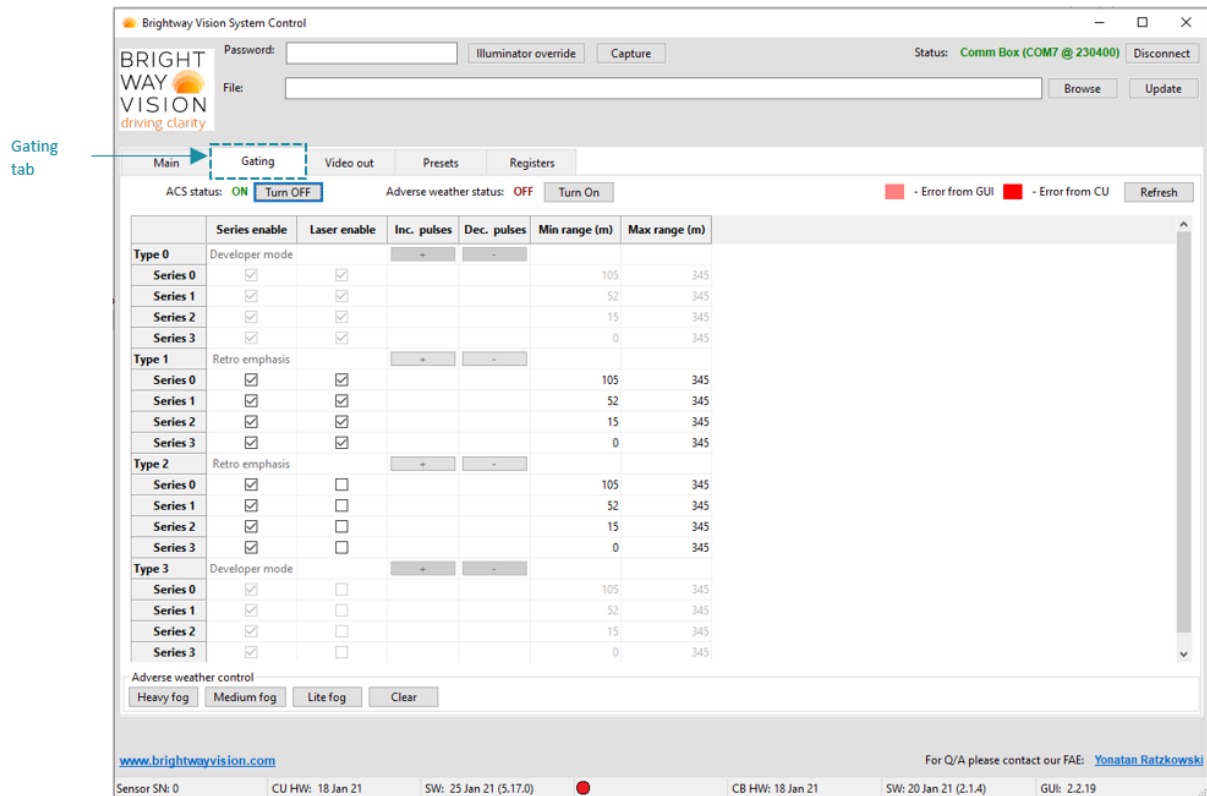 Brightway Vision System Control
BRIGHT
WAY
VISION
driving clarity
Password: Illuminator override Capture Status: Comm Box (COM7 @ 230400) Disconnect
File: Browse Update
Gating
tab
Main Gating Video out Presets Registers
ACS status: ON Turn OFF Adverse weather status: OFF Turn On - Error from GUI - Error from CU Refresh
Series enable Laser enable Inc. pulses Dec. pulses Min range (m) Max range (m)
Type 0 Developer mode + -
Series 0 105 345
Series 1 52 345
Series 2 15 345
Series 3 0 345
Type 1 Retro emphasis + -
Series 0 105 345
Series 1 52 345
Series 2 15 345
Series 3 0 345
Type 2 Retro emphasis + -
Series 0 105 345
Series 1 52 345
Series 2 15 345
Series 3 0 345
Type 3 Developer mode + -
Series 0 105 345
Series 1 52 345
Series 2 15 345
Series 3 0 345
Adverse weather control
Heavy fog Medium fog Lite fog Clear
www.brightwayvision.com For Q/A please contact our FAE: Yonatan Ratzkowski
Sensor SN: 0 CU HW: 18 Jan 21 SW: 25 Jan 21 (5.17.0) CB HW: 18 Jan 21 SW: 20 Jan 21 (2.1.4) GUI: 2.2.19